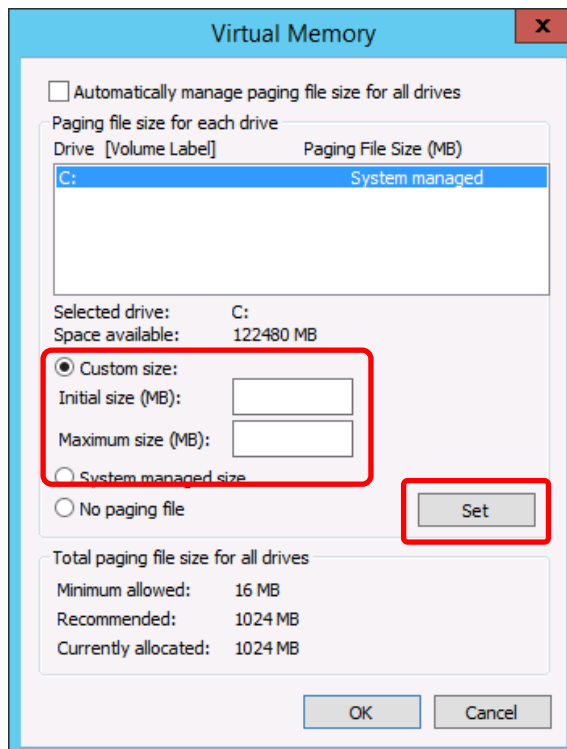 Virtual Memory
x
Automatically manage paging file size for all drives
Paging file size for each drive
Drive [Volume Label] Paging File Size (MB)
C: System managed
Selected drive: C:
Space available: 122480 MB
Custom size:
Initial size (MB):
Maximum size (MB):
System managed size
No paging file
Set
Total paging file size for all drives
Minimum allowed: 16 MB
Recommended: 1024 MB
Currently allocated: 1024 MB
OK Cancel